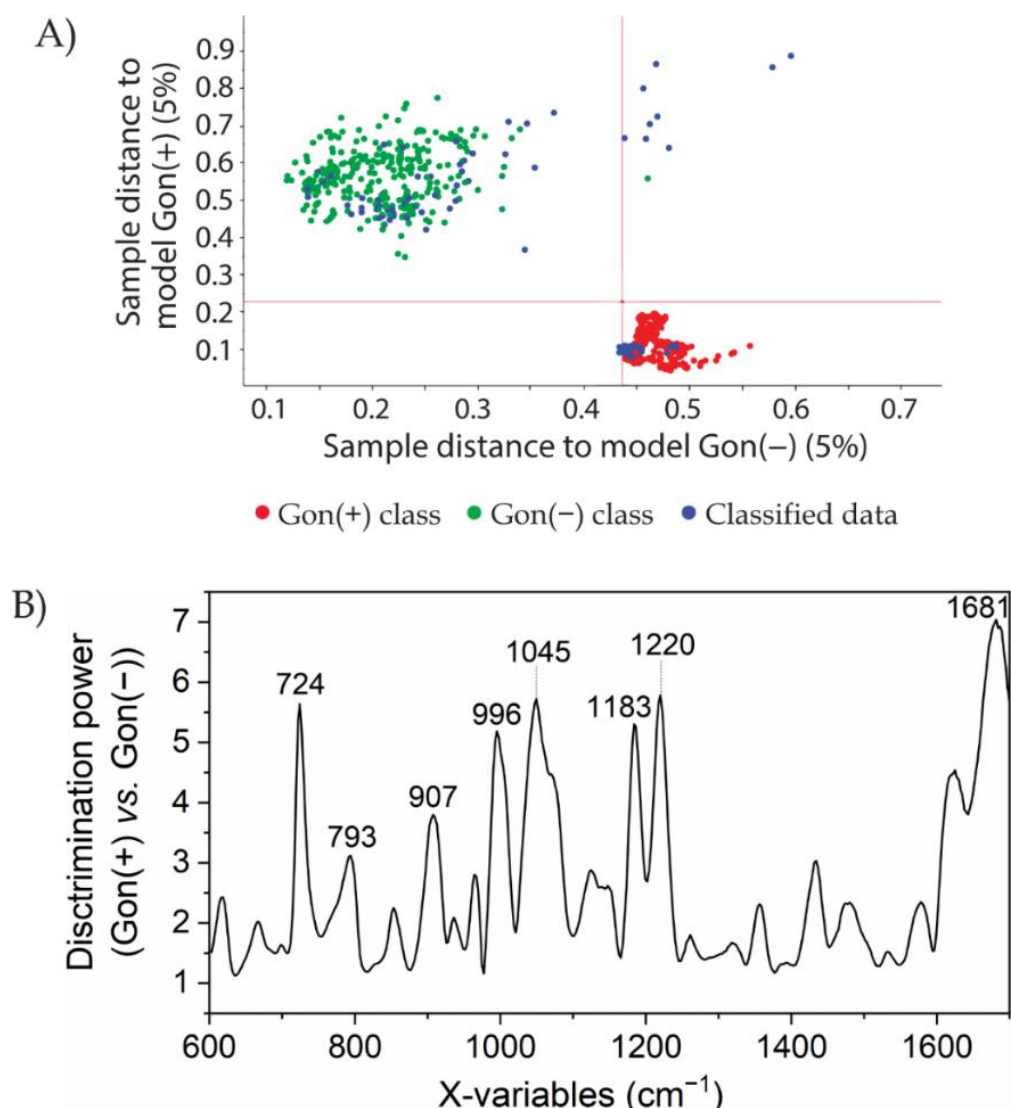 A)
Sample distance to
model Gon(+) (5%)
0.9
0.8
0.7
0.6
0.5
0.4
0.3
0.2
0.1
0.1 0.2 0.3 0.4 0.5 0.6 0.7
Sample distance to model Gon(−) (5%)
Gon(+) class Gon(−) class Classified data
B)
Disctrimination power
(Gon(+) vs. Gon(−))
7
6
5
4
3
2
1
724
793
907
996
1045
1183
1220
1681
600 800 1000 1200 1400 1600
X-variables (cm⁻¹)